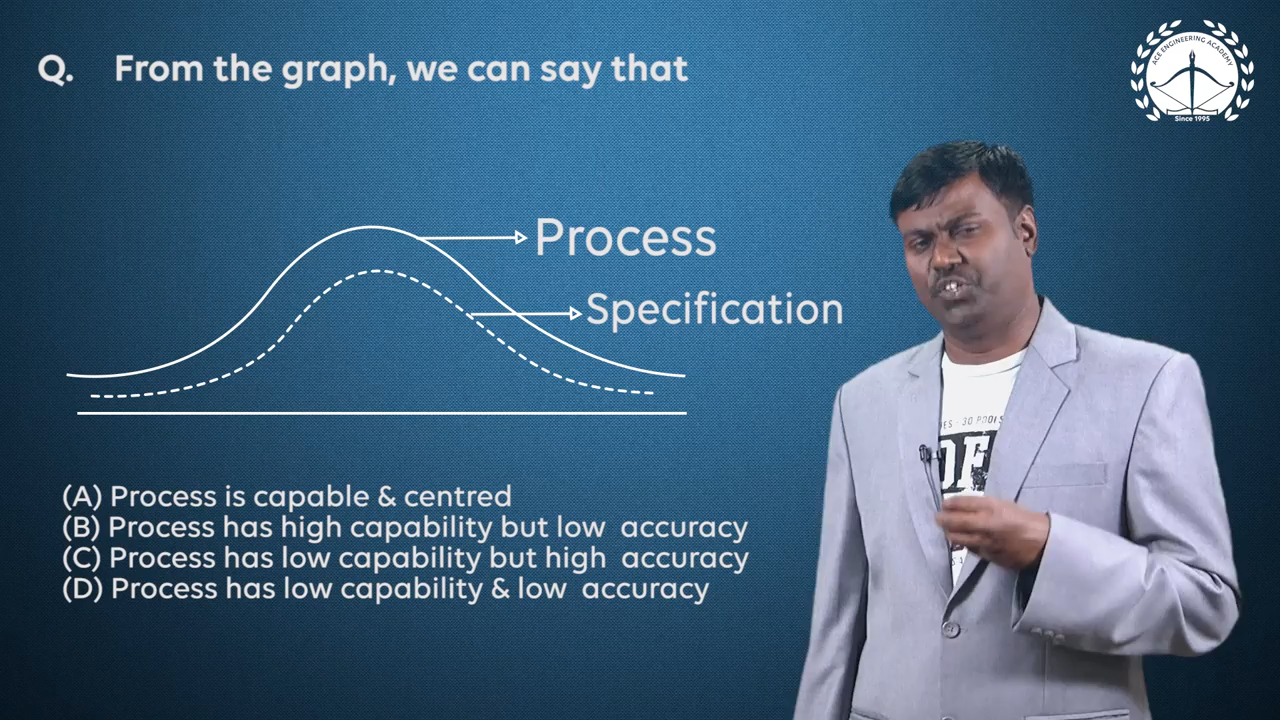 Q. From the graph, we can say that
ACE ENGINEERING ACADEMY
Since 1995
Process
Specification
(A) Process is capable & centred
(B) Process has high capability but low accuracy
(C) Process has low capability but high accuracy
(D) Process has low capability & low accuracy